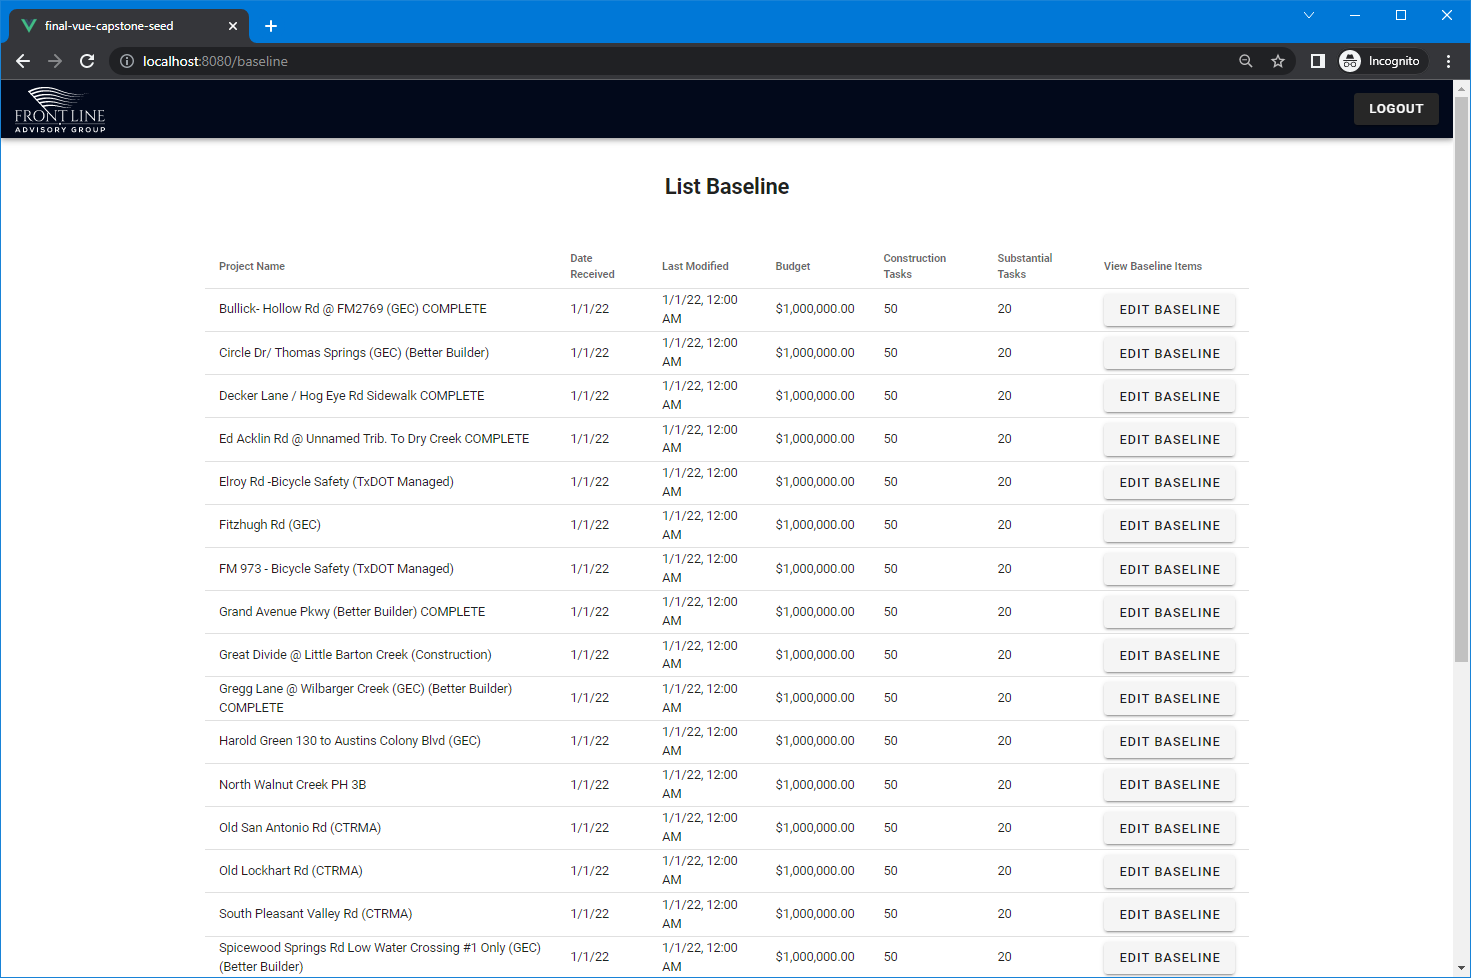 final-vue-capstone-seed
localhost:8080/baseline
Incognito
FRONT LINE
ADVISORY GROUP
LOGOUT
List Baseline
Project Name Date Received Last Modified Budget Construction Tasks Substantial Tasks View Baseline Items
Bullick- Hollow Rd @ FM2769 (GEC) COMPLETE 1/1/22 1/1/22, 12:00 AM $1,000,000.00 50 20 EDIT BASELINE
Circle Dr/ Thomas Springs (GEC) (Better Builder) 1/1/22 1/1/22, 12:00 AM $1,000,000.00 50 20 EDIT BASELINE
Decker Lane / Hog Eye Rd Sidewalk COMPLETE 1/1/22 1/1/22, 12:00 AM $1,000,000.00 50 20 EDIT BASELINE
Ed Acklin Rd @ Unnamed Trib. To Dry Creek COMPLETE 1/1/22 1/1/22, 12:00 AM $1,000,000.00 50 20 EDIT BASELINE
Elroy Rd -Bicycle Safety (TxDOT Managed) 1/1/22 1/1/22, 12:00 AM $1,000,000.00 50 20 EDIT BASELINE
Fitzhugh Rd (GEC) 1/1/22 1/1/22, 12:00 AM $1,000,000.00 50 20 EDIT BASELINE
FM 973 - Bicycle Safety (TxDOT Managed) 1/1/22 1/1/22, 12:00 AM $1,000,000.00 50 20 EDIT BASELINE
Grand Avenue Pkwy (Better Builder) COMPLETE 1/1/22 1/1/22, 12:00 AM $1,000,000.00 50 20 EDIT BASELINE
Great Divide @ Little Barton Creek (Construction) 1/1/22 1/1/22, 12:00 AM $1,000,000.00 50 20 EDIT BASELINE
Gregg Lane @ Wilbarger Creek (GEC) (Better Builder) COMPLETE 1/1/22 1/1/22, 12:00 AM $1,000,000.00 50 20 EDIT BASELINE
Harold Green 130 to Austins Colony Blvd (GEC) 1/1/22 1/1/22, 12:00 AM $1,000,000.00 50 20 EDIT BASELINE
North Walnut Creek PH 3B 1/1/22 1/1/22, 12:00 AM $1,000,000.00 50 20 EDIT BASELINE
Old San Antonio Rd (CTRMA) 1/1/22 1/1/22, 12:00 AM $1,000,000.00 50 20 EDIT BASELINE
Old Lockhart Rd (CTRMA) 1/1/22 1/1/22, 12:00 AM $1,000,000.00 50 20 EDIT BASELINE
South Pleasant Valley Rd (CTRMA) 1/1/22 1/1/22, 12:00 AM $1,000,000.00 50 20 EDIT BASELINE
Spicewood Springs Rd Low Water Crossing #1 Only (GEC) (Better Builder) 1/1/22 1/1/22, 12:00 AM $1,000,000.00 50 20 EDIT BASELINE